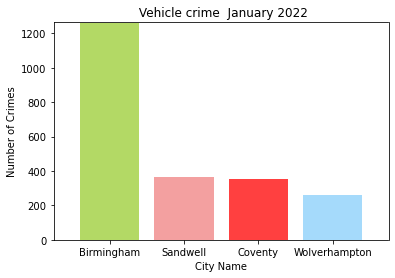 Vehicle crime  January 2022
1200
1000
800
600
400
200
0
Number of Crimes
Birmingham Sandwell Coventy Wolverhampton
City Name